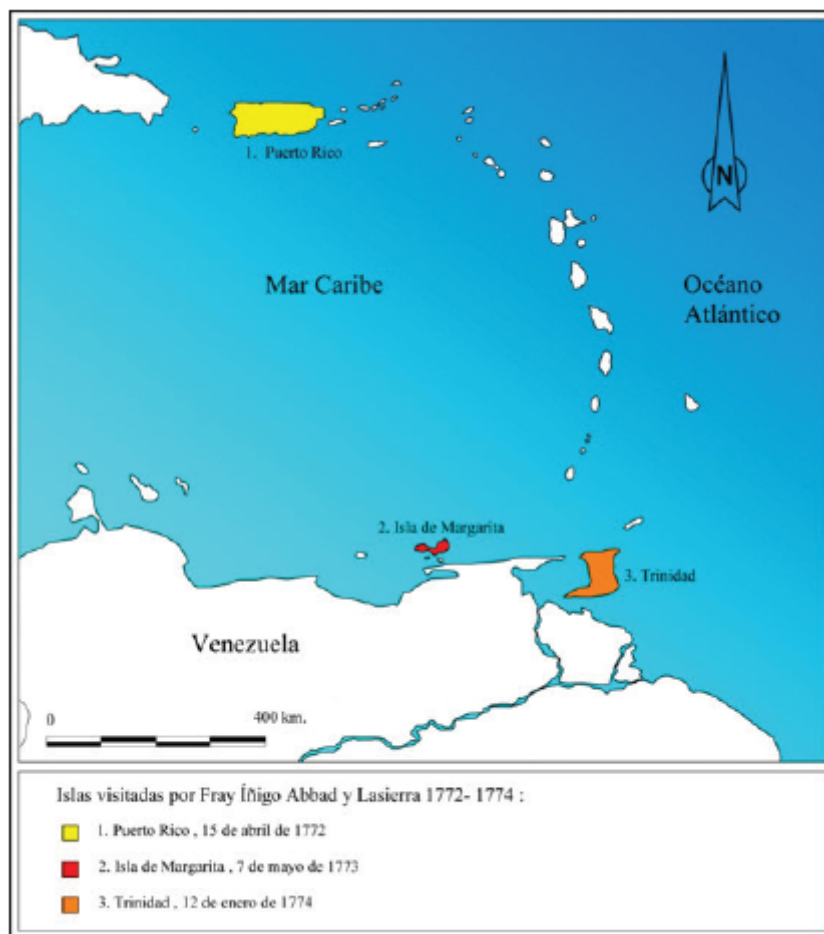 1. Puerto Rico
N
Mar Caribe
Océano
Atlántico
2. Isla de Margarita
3. Trinidad
Venezuela
0
400 km.
Islas visitadas por Fray Íñigo Abbad y Lasierra 1772- 1774 :
1. Puerto Rico , 15 de abril de 1772
2. Isla de Margarita , 7 de mayo de 1773
3. Trinidad , 12 de enero de 1774